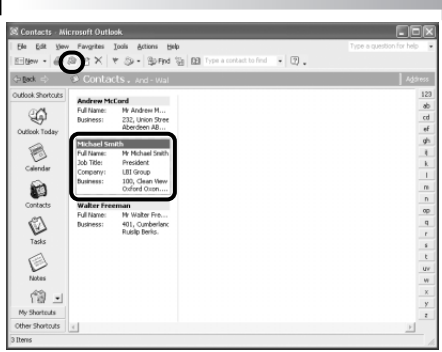 Contacts - Microsoft Outlook
File Edit View Favorites Tools Actions Help
Type a question for help
New
Type a contact to find
Back
Contacts . And - Wal
Address
Outlook Shortcuts
Outlook Today
Calendar
Contacts
Tasks
Notes
My Shortcuts
Other Shortcuts
Andrew McCord
Full Name: Mr Andrew M...
Business: 232, Union Stree
Aberdeen AB...
Michael Smith
Full Name: Mr Michael Smith
Job Title: President
Company: LBI Group
Business: 100, Clean View
Oxford Oxon....
Walter Freeman
Full Name: Mr Walter Fre...
Business: 401, Cumberlanc
Ruislip Berks.
123
ab
cd
ef
gh
ij
k
l
m
n
op
q
r
s
t
uv
w
x
y
z
3 Items